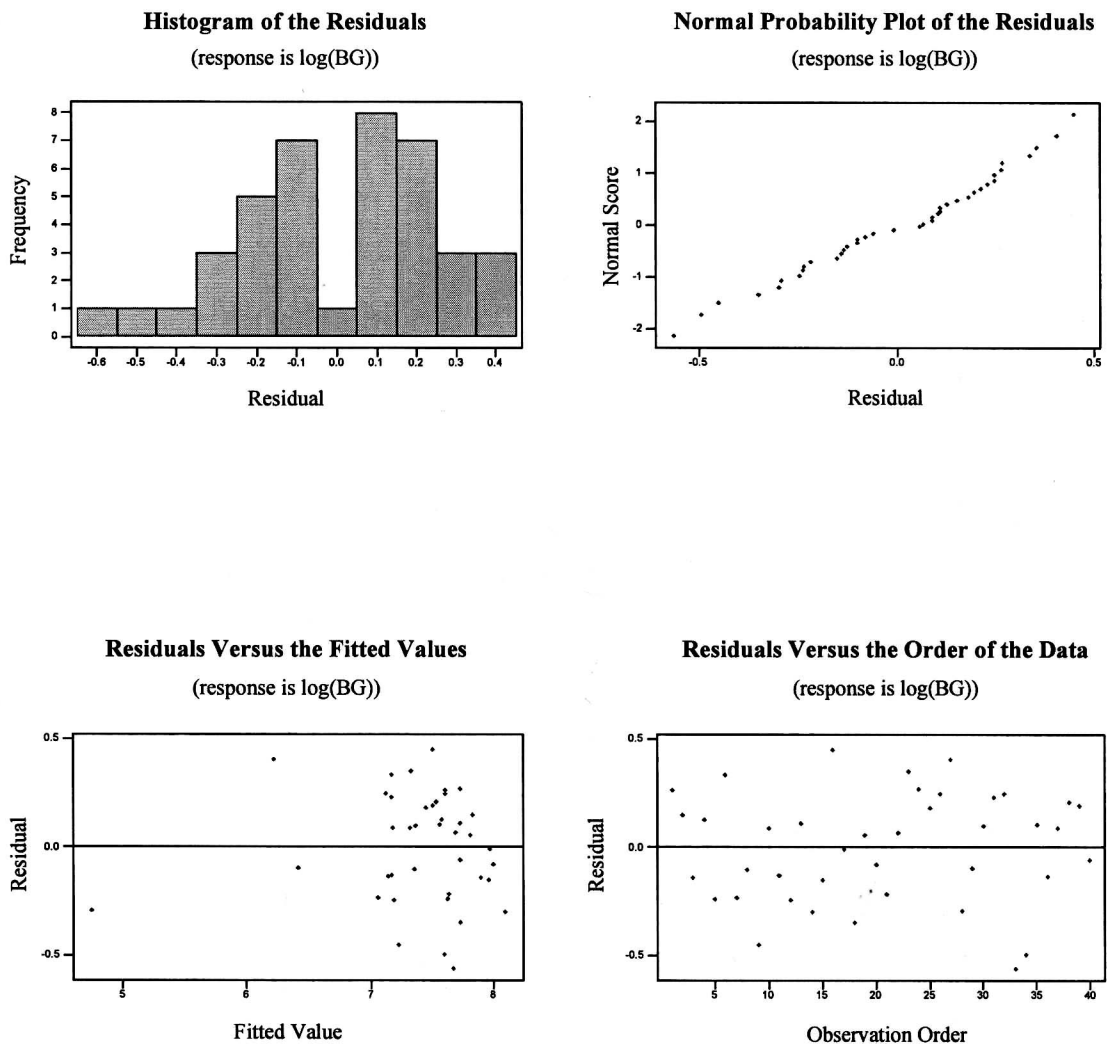 Histogram of the Residuals
(response is log(BG))
8
7
6
5
4
3
2
1
0
Frequency
-0.6 -0.5 -0.4 -0.3 -0.2 -0.1 0.0 0.1 0.2 0.3 0.4
Residual
Normal Probability Plot of the Residuals
(response is log(BG))
2
1
0
-1
-2
Normal Score
-0.5 0.0 0.5
Residual
Residuals Versus the Fitted Values
(response is log(BG))
0.5
0.0
-0.5
Residual
5 6 7 8
Fitted Value
Residuals Versus the Order of the Data
(response is log(BG))
0.5
0.0
-0.5
Residual
5 10 15 20 25 30 35 40
Observation Order